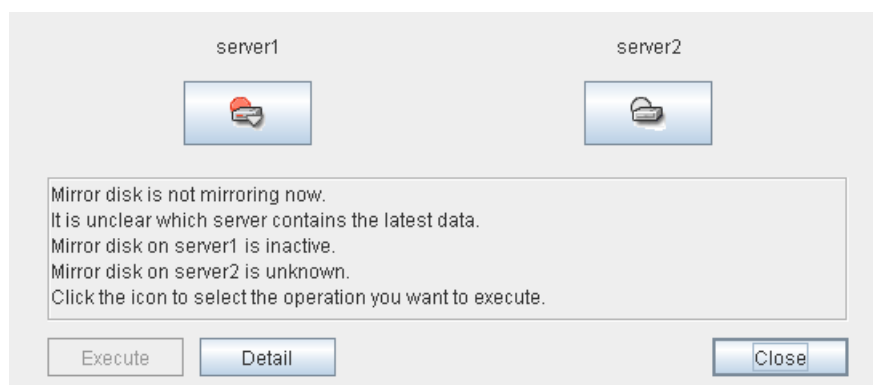 server1 server2
Mirror disk is not mirroring now.
It is unclear which server contains the latest data.
Mirror disk on server1 is inactive.
Mirror disk on server2 is unknown.
Click the icon to select the operation you want to execute.
Execute Detail Close